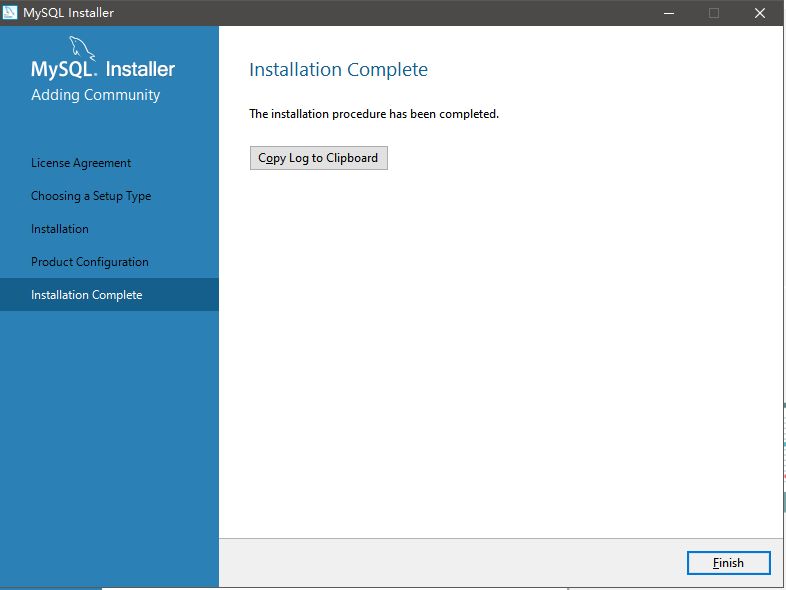 MySQL Installer
MySQL. Installer
Adding Community
License Agreement
Choosing a Setup Type
Installation
Product Configuration
Installation Complete
Installation Complete
The installation procedure has been completed.
Copy Log to Clipboard
Finish